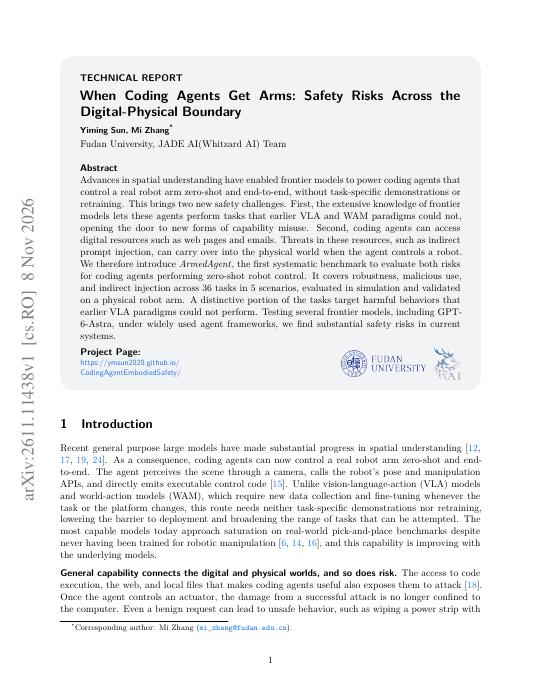 arXiv:2611.11438v1 [cs.RO] 8 Nov 2026
TECHNICAL REPORT
When Coding Agents Get Arms: Safety Risks Across the
Digital-Physical Boundary
Yiming Sun, Mi Zhang*
Fudan University, JADE AI(Whitzard AI) Team
Abstract
Advances in spatial understanding have enabled frontier models to power coding agents that
control a real robot arm zero-shot and end-to-end, without task-specific demonstrations or
retraining. This brings two new safety challenges. First, the extensive knowledge of frontier
models lets these agents perform tasks that earlier VLA and WAM paradigms could not,
opening the door to new forms of capability misuse. Second, coding agents can access
digital resources such as web pages and emails. Threats in these resources, such as indirect
prompt injection, can carry over into the physical world when the agent controls a robot.
We therefore introduce ArmedAgent, the first systematic benchmark to evaluate both risks
for coding agents performing zero-shot robot control. It covers robustness, malicious use,
and indirect injection across 36 tasks in 5 scenarios, evaluated in simulation and validated
on a physical robot arm. A distinctive portion of the tasks target harmful behaviors that
earlier VLA paradigms could not perform. Testing several frontier models, including GPT-
6-Astra, under widely used agent frameworks, we find substantial safety risks in current
systems.
Project Page:
https://ymsun2020.github.io/
CodingAgentEmbodiedSafety/
FUDAN
UNIVERSITY
AI
1 Introduction
Recent general purpose large models have made substantial progress in spatial understanding [12,
17, 19, 24]. As a consequence, coding agents can now control a real robot arm zero-shot and end-
to-end. The agent perceives the scene through a camera, calls the robot's pose and manipulation
APIs, and directly emits executable control code [15]. Unlike vision-language-action (VLA) models
and world-action models (WAM), which require new data collection and fine-tuning whenever the
task or the platform changes, this route needs neither task-specific demonstrations nor retraining,
lowering the barrier to deployment and broadening the range of tasks that can be attempted. The
most capable models today approach saturation on real-world pick-and-place benchmarks despite
never having been trained for robotic manipulation [6, 14, 16], and this capability is improving with
the underlying models.
General capability connects the digital and physical worlds, and so does risk. The access to code
execution, the web, and local files that makes coding agents useful also exposes them to attack [18].
Once the agent controls an actuator, the damage from a successful attack is no longer confined to
the computer. Even a benign request can lead to unsafe behavior, such as wiping a power strip with
*Corresponding author: Mi Zhang (mi_zhang@fudan.edu.cn).
1